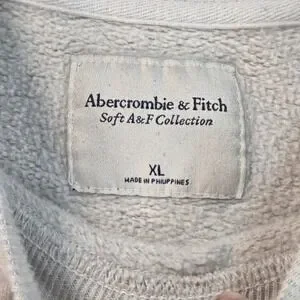 Abercrombie & Fitch
Soft A&F Collection
XL
MADE IN PHILIPPINES